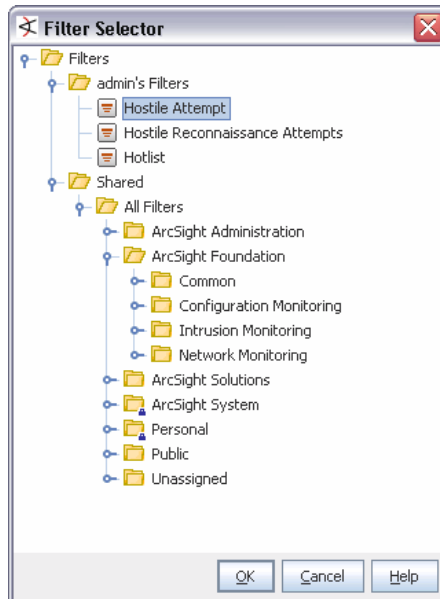 Filter Selector
Filters
admin's Filters
Hostile Attempt
Hostile Reconnaissance Attempts
Hotlist
Shared
All Filters
ArcSight Administration
ArcSight Foundation
Common
Configuration Monitoring
Intrusion Monitoring
Network Monitoring
ArcSight Solutions
ArcSight System
Personal
Public
Unassigned
OK Cancel Help